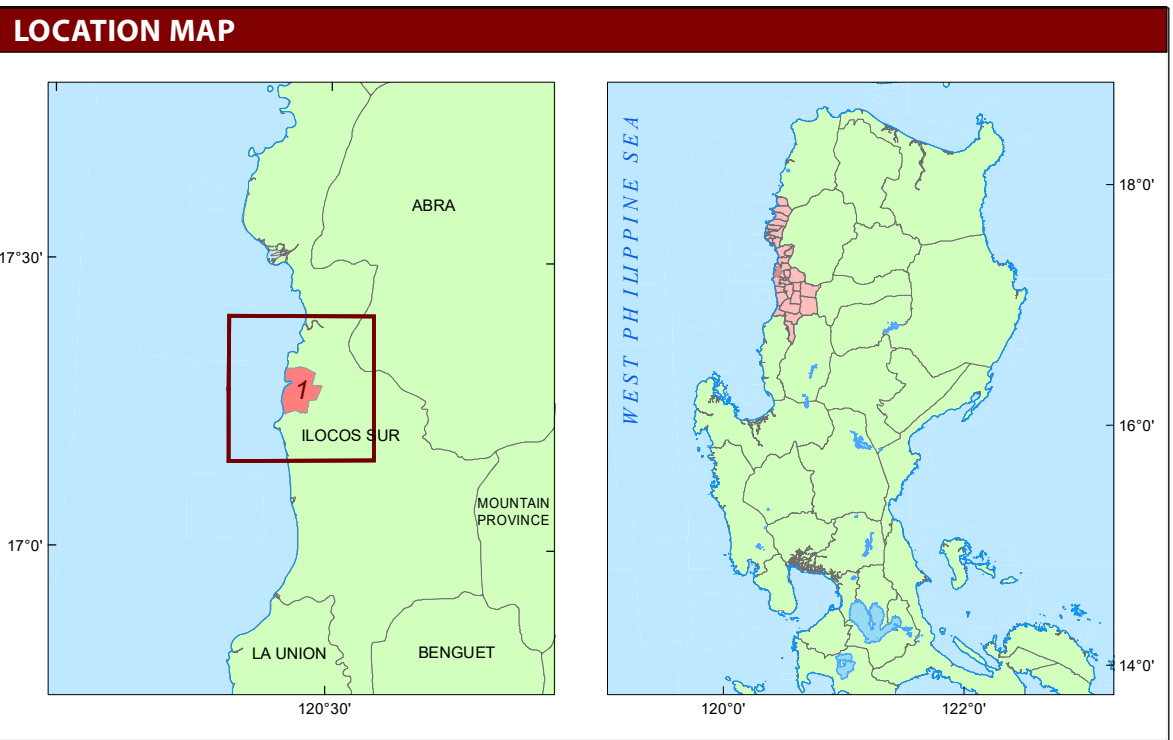 LOCATION MAP
ABRA
17°30'
1
ILOCOS SUR
MOUNTAIN
PROVINCE
17°0'
LA UNION
BENGUET
120°30'
WEST PHILIPPINE SEA
18°0'
16°0'
14°0'
120°0'
122°0'